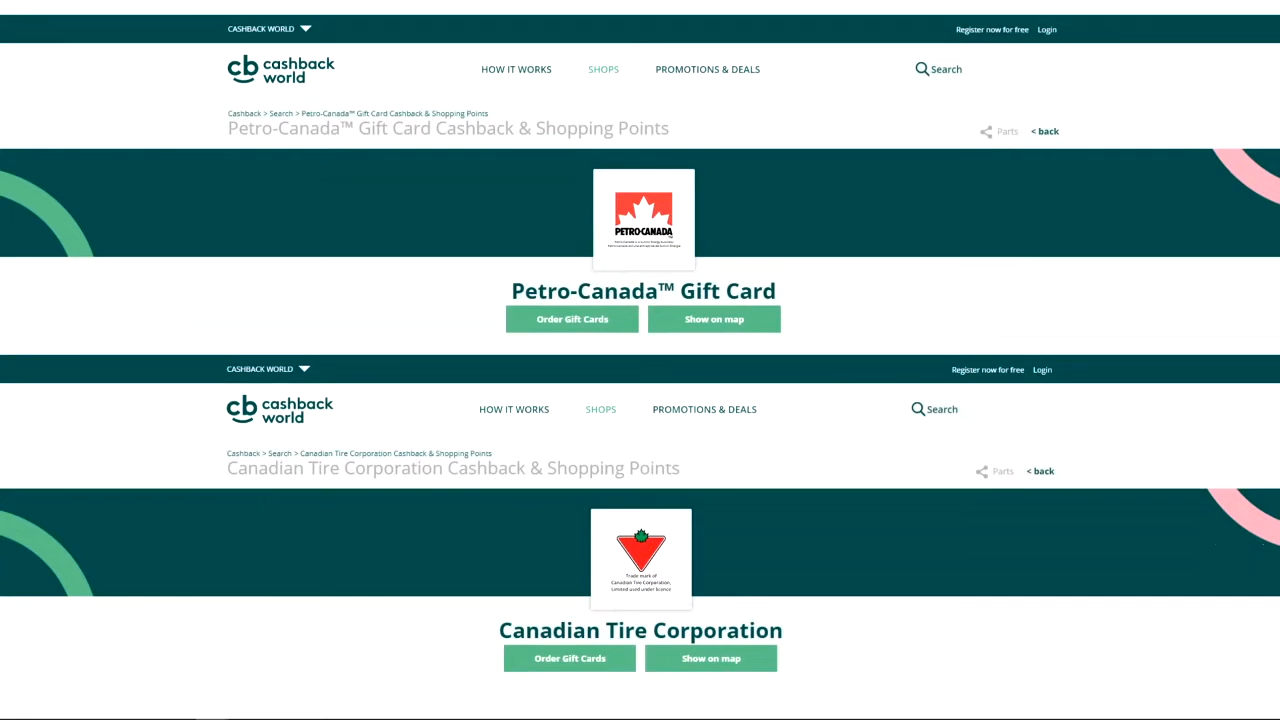 CASHBACK WORLD Register now for free Login
cb cashback world HOW IT WORKS SHOPS PROMOTIONS & DEALS Search
Cashback > Search > Petro-Canada™ Gift Card Cashback & Shopping Points
Petro-Canada™ Gift Card Cashback & Shopping Points Parts < back
PETRO-CANADA
Petro-Canada™ Gift Card
Order Gift Cards Show on map
CASHBACK WORLD Register now for free Login
cb cashback world HOW IT WORKS SHOPS PROMOTIONS & DEALS Search
Cashback > Search > Canadian Tire Corporation Cashback & Shopping Points
Canadian Tire Corporation Cashback & Shopping Points Parts < back
Trade mark of
Canadian Tire Corporation,
Limited used under licence
Canadian Tire Corporation
Order Gift Cards Show on map